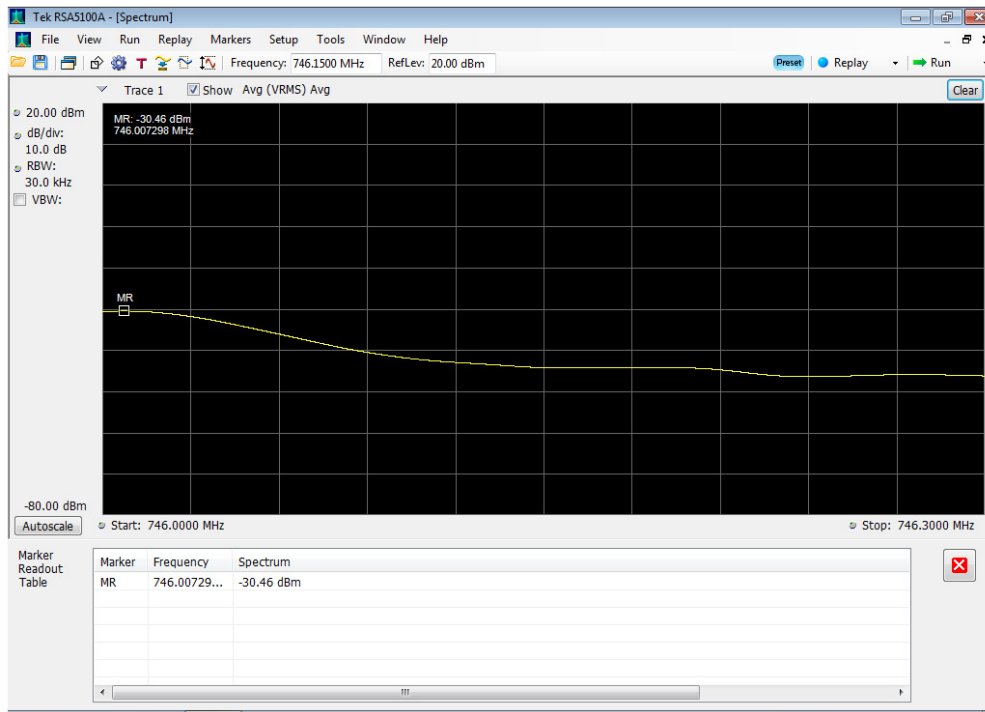 Tek RSA5100A - [Spectrum]
File View Run Replay Markers Setup Tools Window Help
T Frequency: 746.1500 MHz RefLev: 20.00 dBm Preset Replay Run
Trace 1 Show Avg (VRMS) Avg Clear
20.00 dBm
dB/div:
10.0 dB
RBW:
30.0 kHz
VBW:
MR: -30.46 dBm
746.007298 MHz
MR
-80.00 dBm
Autoscale Start: 746.0000 MHz Stop: 746.3000 MHz
Marker
Readout
Table
Marker Frequency Spectrum
MR 746.00729... -30.46 dBm